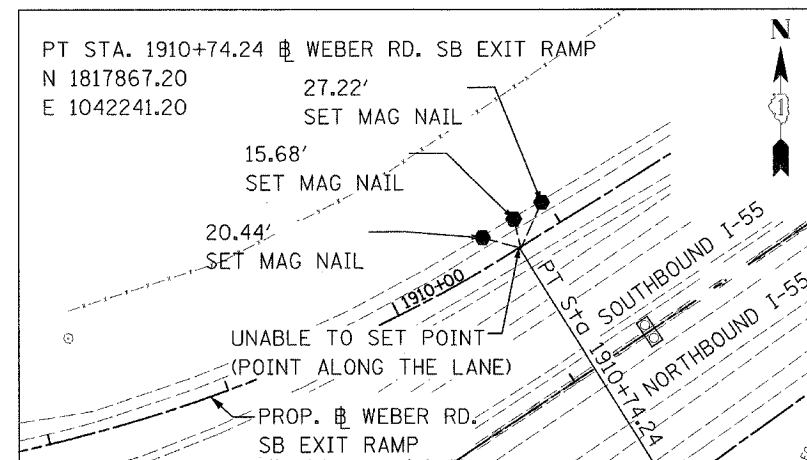 PT STA. 1910+74.24 ⅊ WEBER RD. SB EXIT RAMP
N 1817867.20
E 1042241.20
N
27.22'
SET MAG NAIL
15.68'
SET MAG NAIL
20.44'
SET MAG NAIL
1910+00
PT Sta 1910+74.24
SOUTHBOUND I-55
NORTHBOUND I-55
UNABLE TO SET POINT
(POINT ALONG THE LANE)
PROP. ⅊ WEBER RD.
SB EXIT RAMP